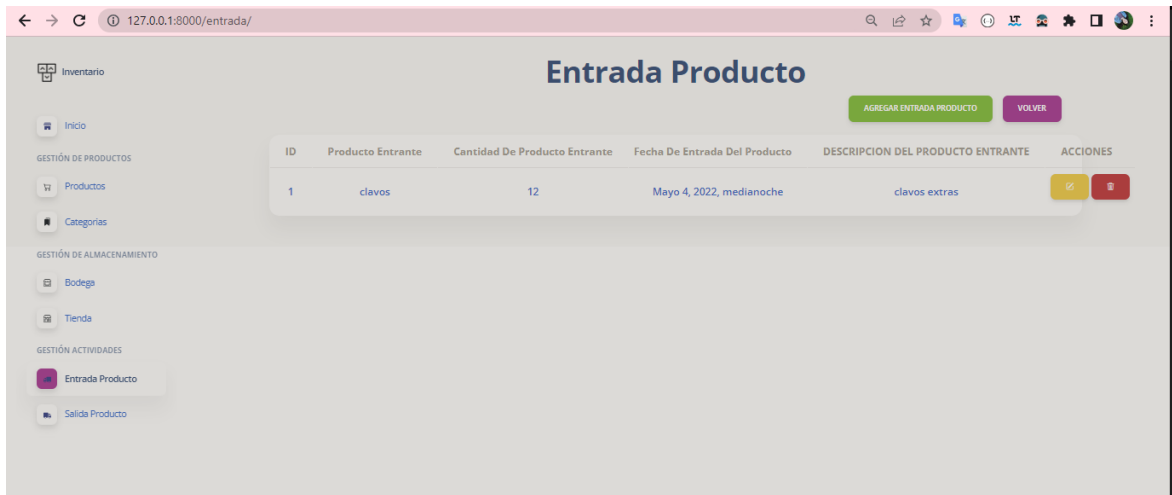 127.0.0.1:8000/entrada/
Inventario
Entrada Producto
AGREGAR ENTRADA PRODUCTO
VOLVER
Inicio
GESTIÓN DE PRODUCTOS
Productos
Categorias
GESTIÓN DE ALMACENAMIENTO
Bodega
Tienda
GESTIÓN ACTIVIDADES
Entrada Producto
Salida Producto
ID Producto Entrante Cantidad De Producto Entrante Fecha De Entrada Del Producto DESCRIPCION DEL PRODUCTO ENTRANTE ACCIONES
1 clavos 12 Mayo 4, 2022, medianoche clavos extras